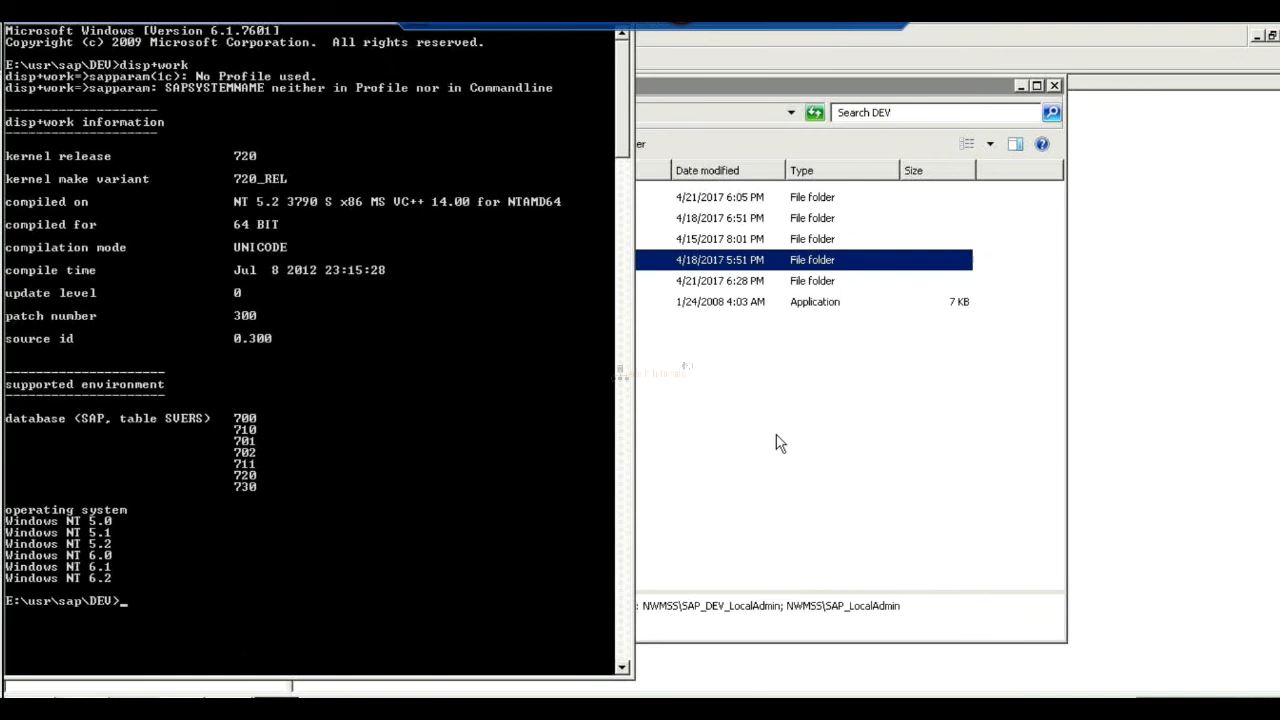 Microsoft Windows [Version 6.1.7601]
Copyright (c) 2009 Microsoft Corporation.  All rights reserved.
E:\usr\sap\DEV>disp+work
disp+work=>sapparam(1c): No Profile used.
disp+work=>sapparam: SAPSYSTEMNAME neither in Profile nor in Commandline
--------------------
disp+work information
--------------------
kernel release 720
kernel make variant 720_REL
compiled on NT 5.2 3790 S x86 MS VC++ 14.00 for NTAMD64
compiled for 64 BIT
compilation mode UNICODE
compile time Jul  8 2012 23:15:28
update level 0
patch number 300
source id 0.300
---------------------
supported environment
---------------------
database (SAP, table SVERS) 700
710
701
702
711
720
730
operating system
Windows NT 5.0
Windows NT 5.1
Windows NT 5.2
Windows NT 6.0
Windows NT 6.1
Windows NT 6.2
E:\usr\sap\DEV>_
Search DEV
er
Date modified Type Size
4/21/2017 6:05 PM File folder
4/18/2017 6:51 PM File folder
4/15/2017 8:01 PM File folder
4/18/2017 5:51 PM File folder
4/21/2017 6:28 PM File folder
1/24/2008 4:03 AM Application 7 KB
: NWMSS\SAP_DEV_LocalAdmin; NWMSS\SAP_LocalAdmin